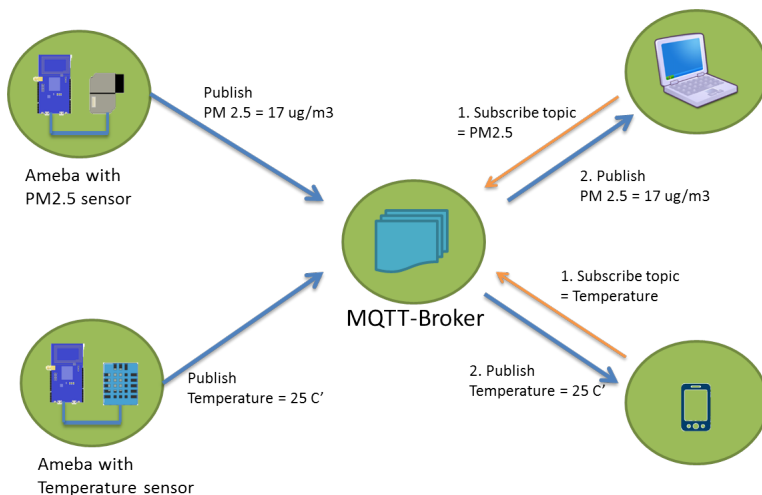 Publish
PM 2.5 = 17 ug/m3
Ameba with
PM2.5 sensor
1. Subscribe topic
= PM2.5
2. Publish
PM 2.5 = 17 ug/m3
MQTT-Broker
1. Subscribe topic
= Temperature
2. Publish
Temperature = 25 C’
Publish
Temperature = 25 C’
Ameba with
Temperature sensor